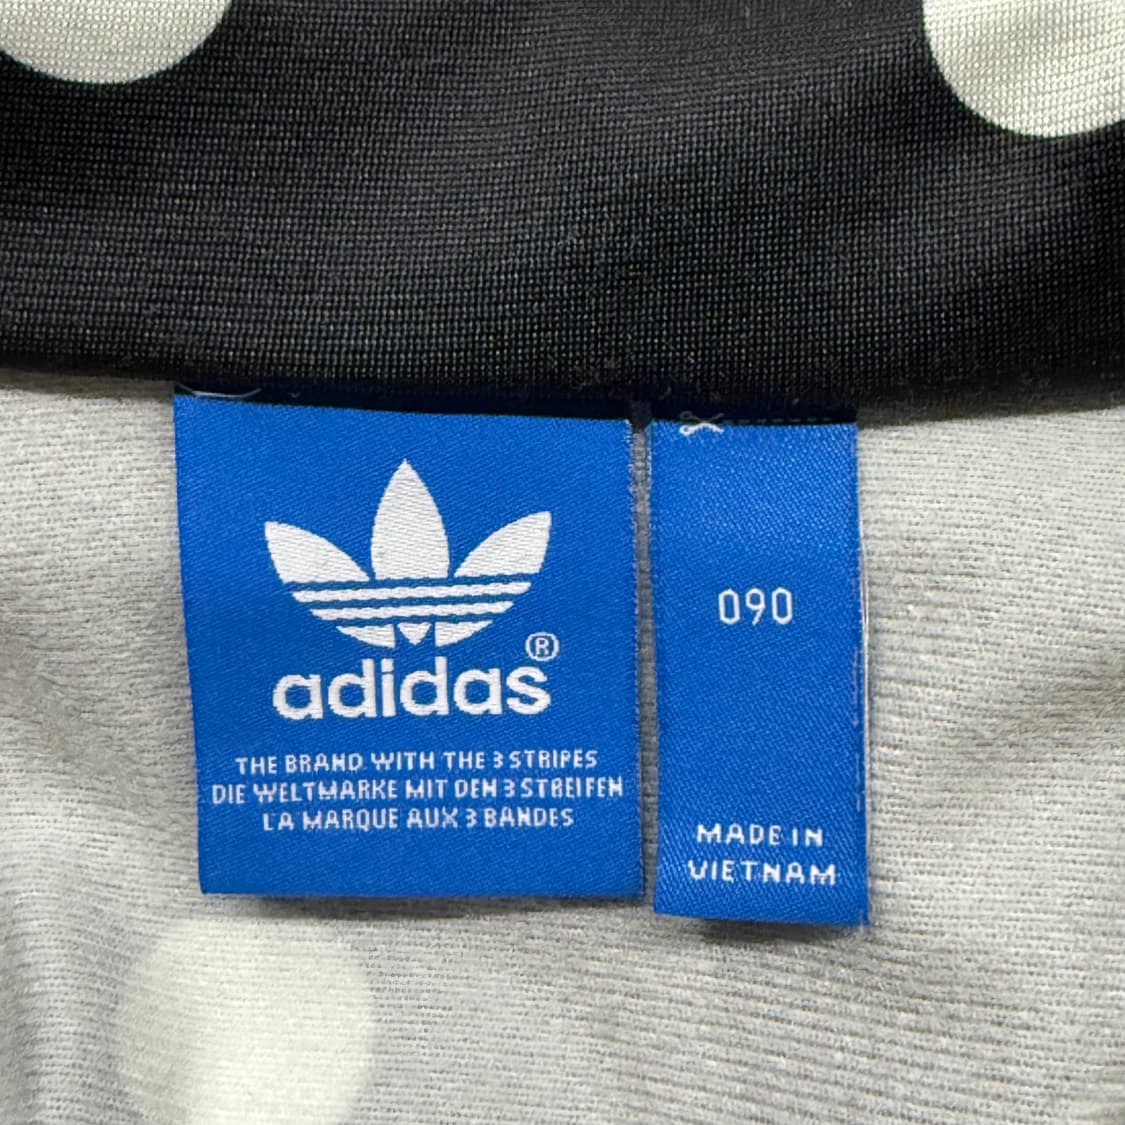 adidas®
THE BRAND WITH THE 3 STRIPES
DIE WELTMARKE MIT DEN 3 STREIFEN
LA MARQUE AUX 3 BANDES
090
MADE IN
VIETNAM